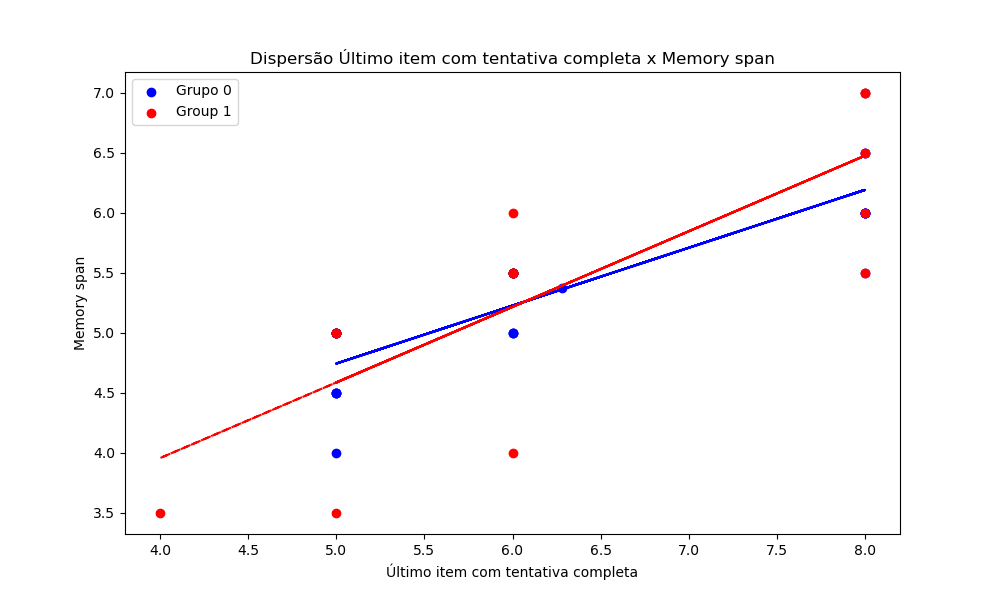 Dispersão Último item com tentativa completa x Memory span
Grupo 0
Group 1
Memory span
7.0
6.5
6.0
5.5
5.0
4.5
4.0
3.5
4.0 4.5 5.0 5.5 6.0 6.5 7.0 7.5 8.0
Último item com tentativa completa